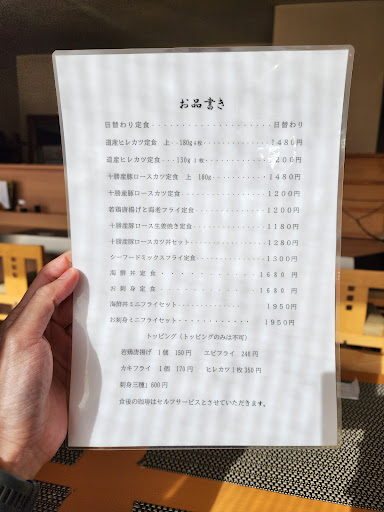 お品書き
日替わり定食・・・・・・・・・・・・・・・・・・・日替わり
道産ヒレカツ定食 上 ・・180g4枚・・・・・・・・・・・1480円
道産ヒレカツ定食・・・130g 3枚・・・・・・・・・・・1200円
十勝産豚ロースカツ定食 上 180g・・・・・・・・・・・1480円
十勝産豚ロースカツ定食・・・・・・・・・・・・・・・1200円
若鶏唐揚げと鶏老フライ定食・・・・・・・・・・・・1200円
十勝産豚ロース生姜焼き定食・・・・・・・・・・・・1180円
十勝産豚ロースカツ丼セット・・・・・・・・・・・・1280円
シーフードミックスフライ定食・・・・・・・・・・・1300円
海鮮丼定食・・・・・・・・・・・・・・・・・1680円
お刺身定食・・・・・・・・・・・・・・・・・1680円
海鮮丼ミニフライセット・・・・・・・・・・・・・1950円
お刺身ミニフライセット・・・・・・・・・・・・・1950円
トッピング（トッピングのみは不可）
若鶏唐揚げ 1個 150円 エビフライ 240円
カキフライ 1個 170円 ヒレカツ1枚350円
刺身三種」800円
食後の珈琲はセルフサービスとさせていただきます。